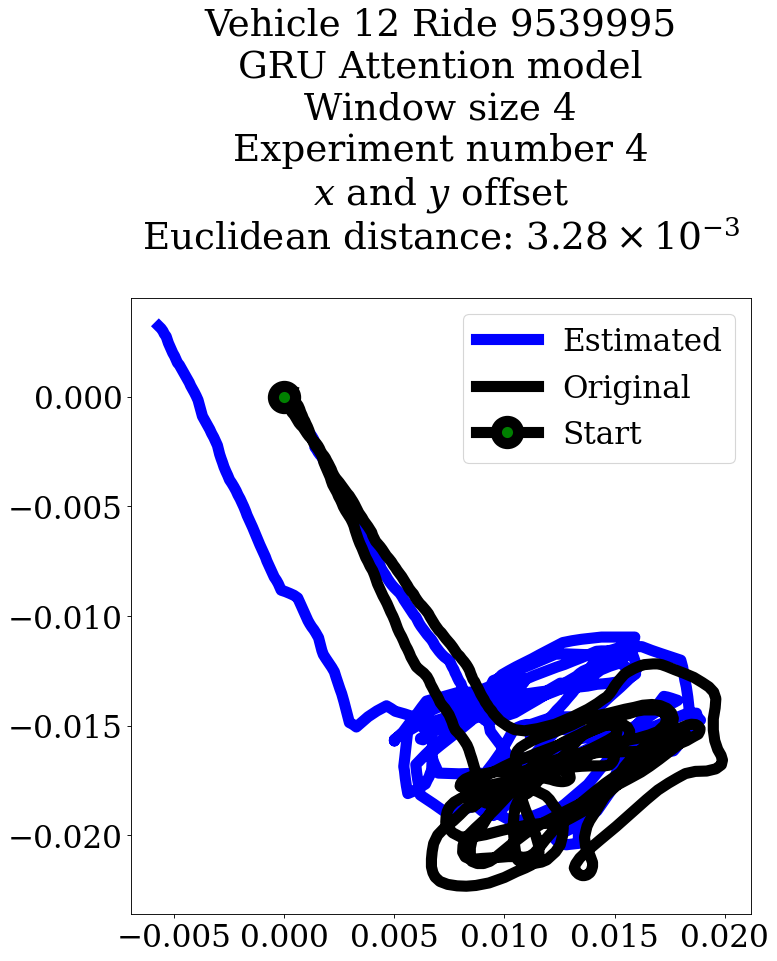 Vehicle 12 Ride 9539995
GRU Attention model
Window size 4
Experiment number 4
x and y offset
Euclidean distance: 3.28 × 10⁻³
Estimated
Original
Start
0.000
−0.005
−0.010
−0.015
−0.020
−0.005 0.000 0.005 0.010 0.015 0.020